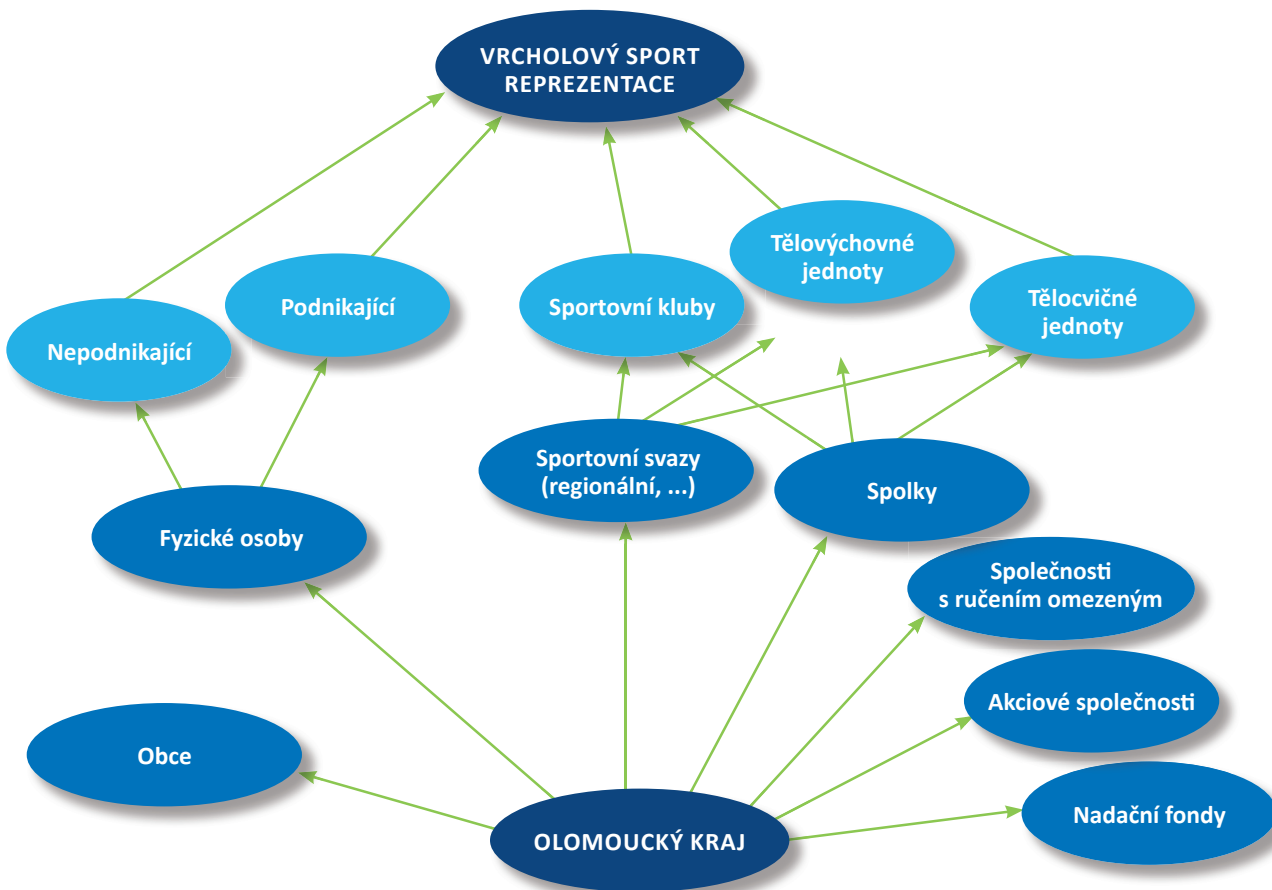 VRCHOLOVÝ SPORT
REPREZENTACE
Tělovýchovné
jednoty
Podnikající
Sportovní kluby
Tělocvičné
jednoty
Nepodnikající
Sportovní svazy
(regionální, ...)
Spolky
Fyzické osoby
Společnosti
s ručením omezeným
Akciové společnosti
Obce
Nadační fondy
OLOMOUCKÝ KRAJ